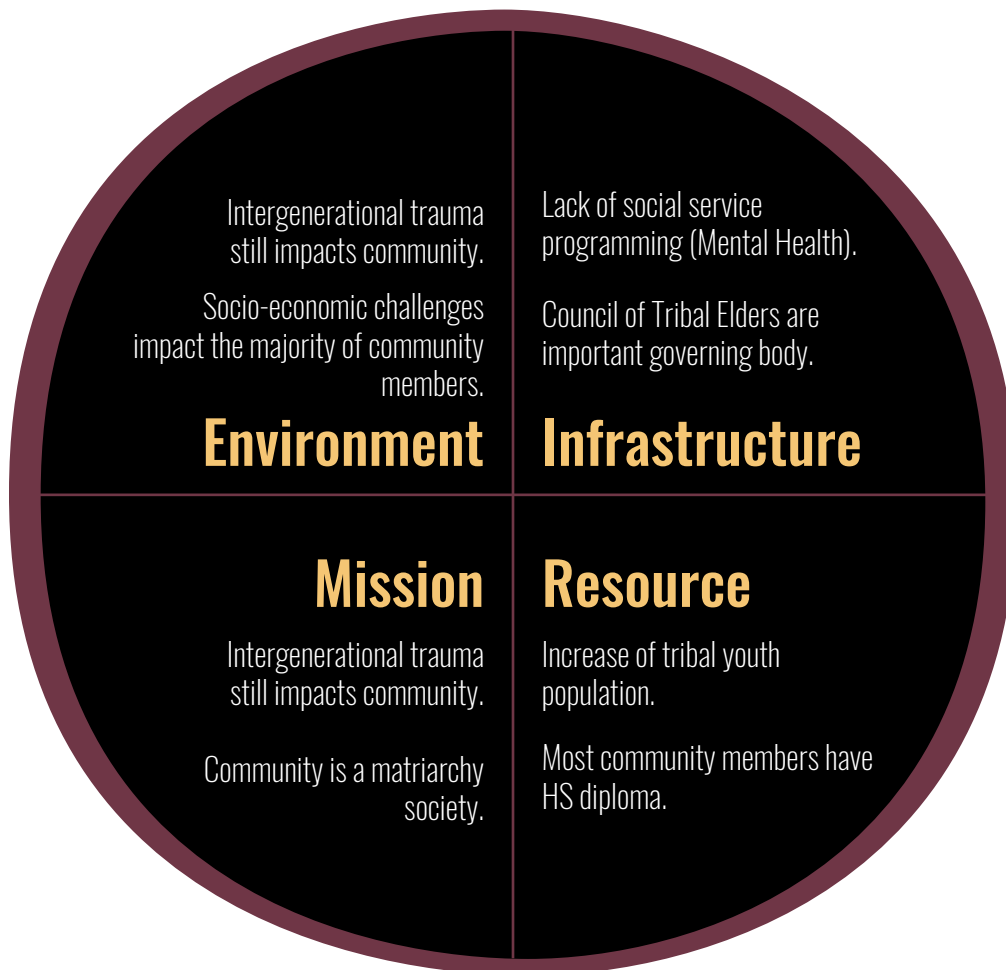 Intergenerational trauma
still impacts community.
Socio-economic challenges
impact the majority of community
members.
Environment
Lack of social service
programming (Mental Health).
Council of Tribal Elders are
important governing body.
Infrastructure
Mission
Intergenerational trauma
still impacts community.
Community is a matriarchy
society.
Resource
Increase of tribal youth
population.
Most community members have
HS diploma.